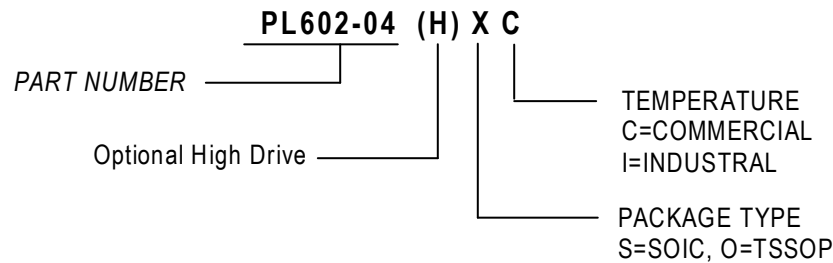 PL602-04 (H) X C
PART NUMBER
TEMPERATURE
C=COMMERCIAL
Optional High Drive
I=INDUSTRAL
PACKAGE TYPE
S=SOIC, O=TSSOP